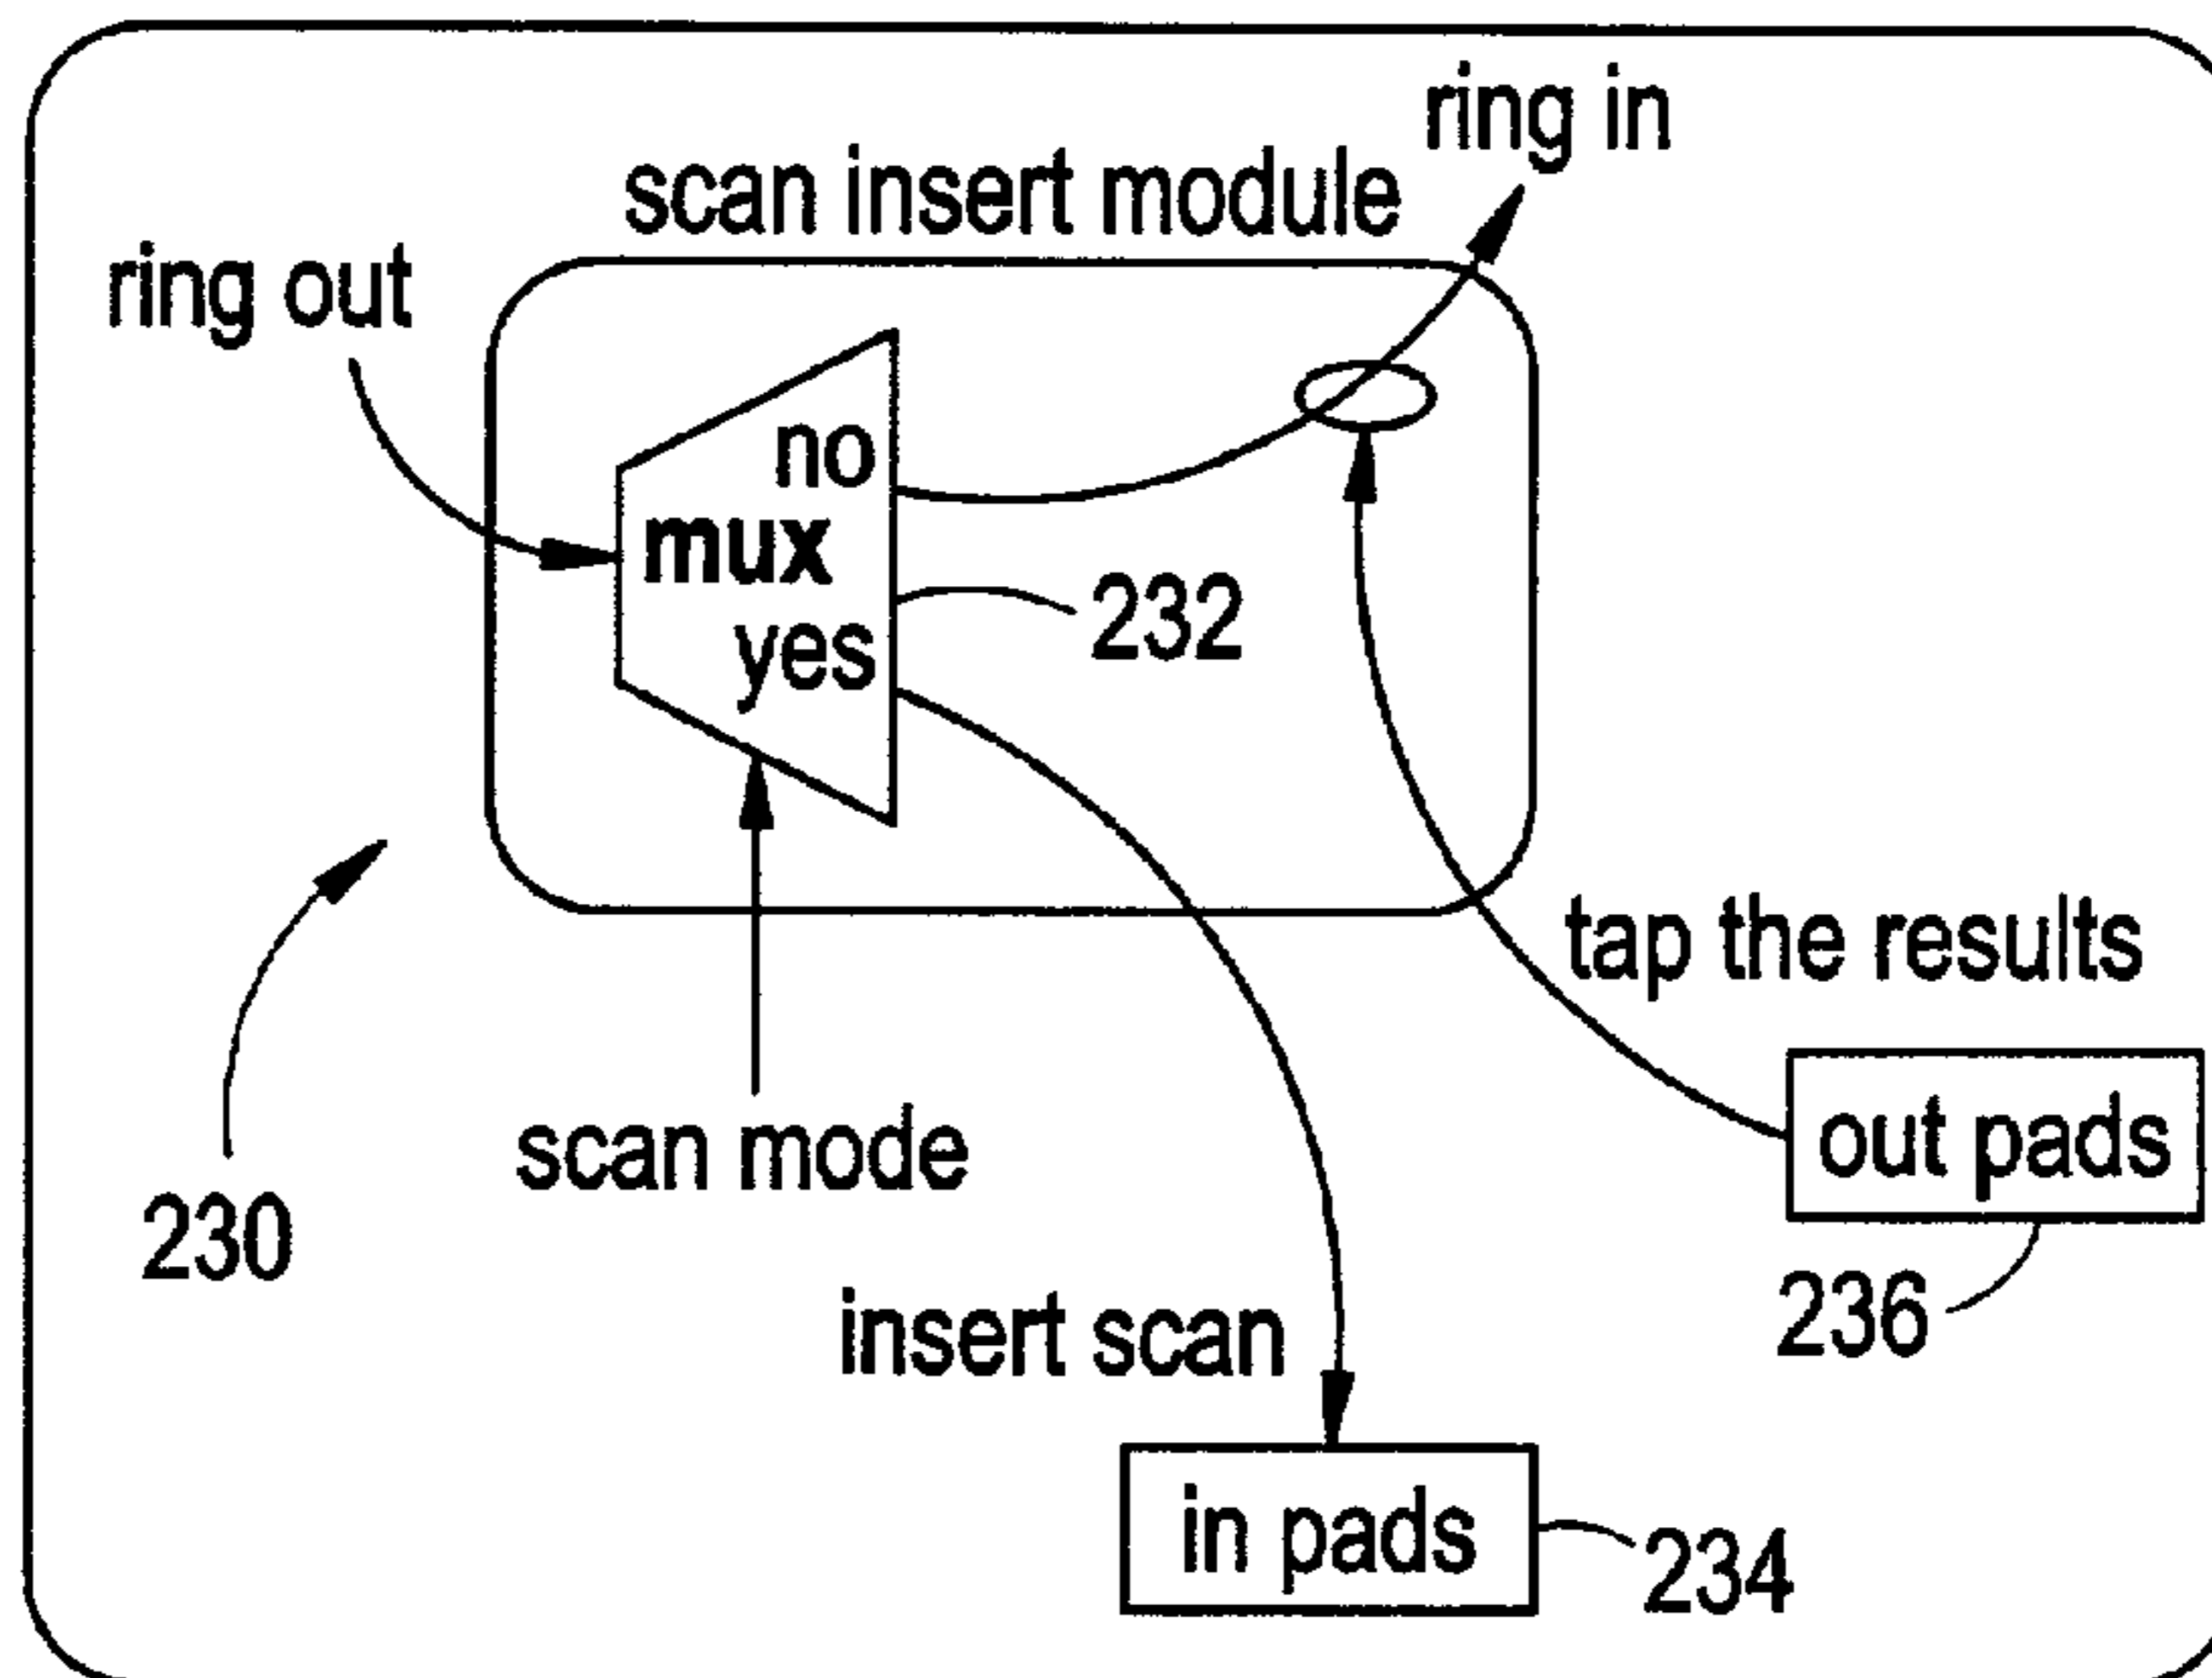 ring in
scan insert module
ring out
no
mux
232
yes
tap the results
scan mode
out pads
230
insert scan
236
in pads
234